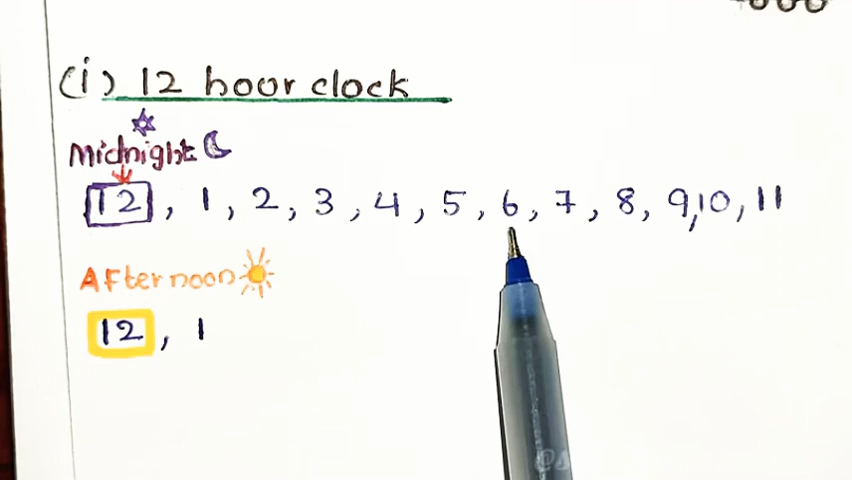 (i) 12 hour clock
Midnight
12, 1, 2, 3, 4, 5, 6, 7, 8, 9, 10, 11
Afternoon
12, 1